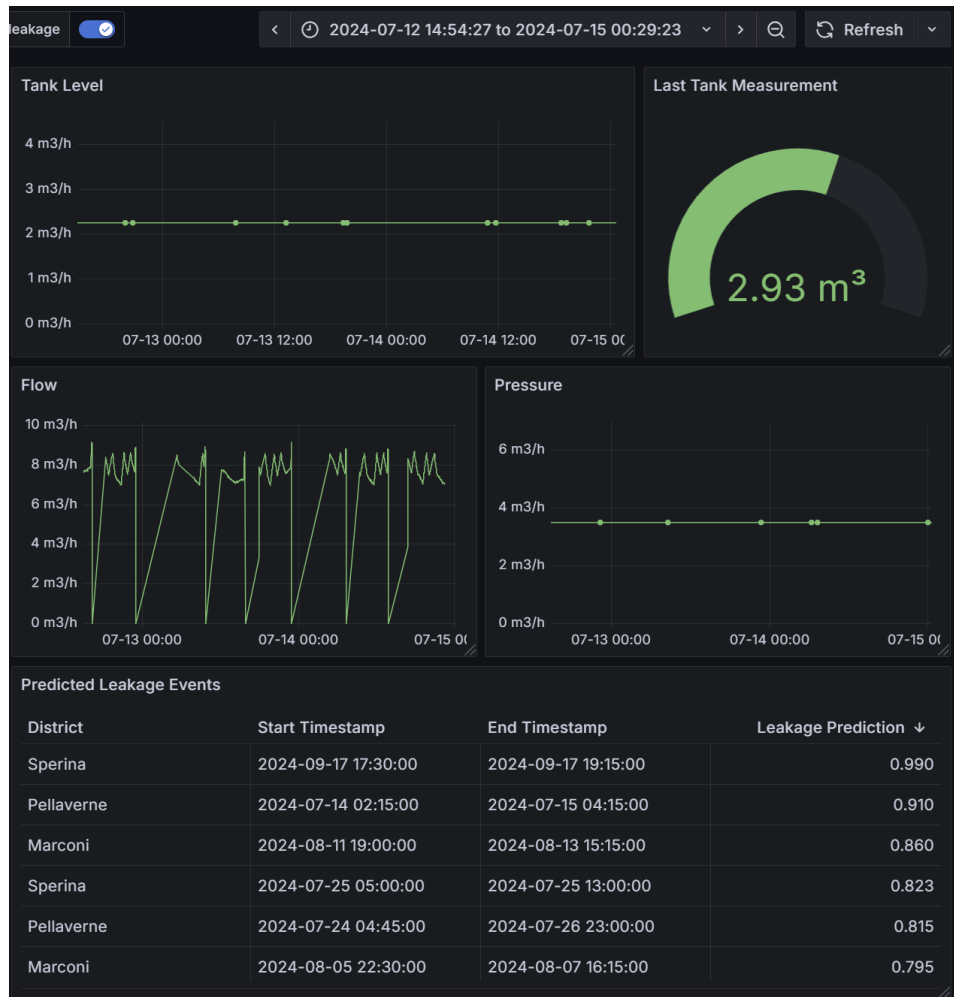 leakage
2024-07-12 14:54:27 to 2024-07-15 00:29:23
Refresh
Tank Level
4 m3/h
3 m3/h
2 m3/h
1 m3/h
0 m3/h
07-13 00:00 07-13 12:00 07-14 00:00 07-14 12:00 07-15 00
Last Tank Measurement
2.93 m³
Flow
10 m3/h
8 m3/h
6 m3/h
4 m3/h
2 m3/h
0 m3/h
07-13 00:00 07-14 00:00 07-15 00
Pressure
6 m3/h
4 m3/h
2 m3/h
0 m3/h
07-13 00:00 07-14 00:00 07-15 00
Predicted Leakage Events
District Start Timestamp End Timestamp Leakage Prediction ↓
Sperina 2024-09-17 17:30:00 2024-09-17 19:15:00 0.990
Pellaverne 2024-07-14 02:15:00 2024-07-15 04:15:00 0.910
Marconi 2024-08-11 19:00:00 2024-08-13 15:15:00 0.860
Sperina 2024-07-25 05:00:00 2024-07-25 13:00:00 0.823
Pellaverne 2024-07-24 04:45:00 2024-07-26 23:00:00 0.815
Marconi 2024-08-05 22:30:00 2024-08-07 16:15:00 0.795